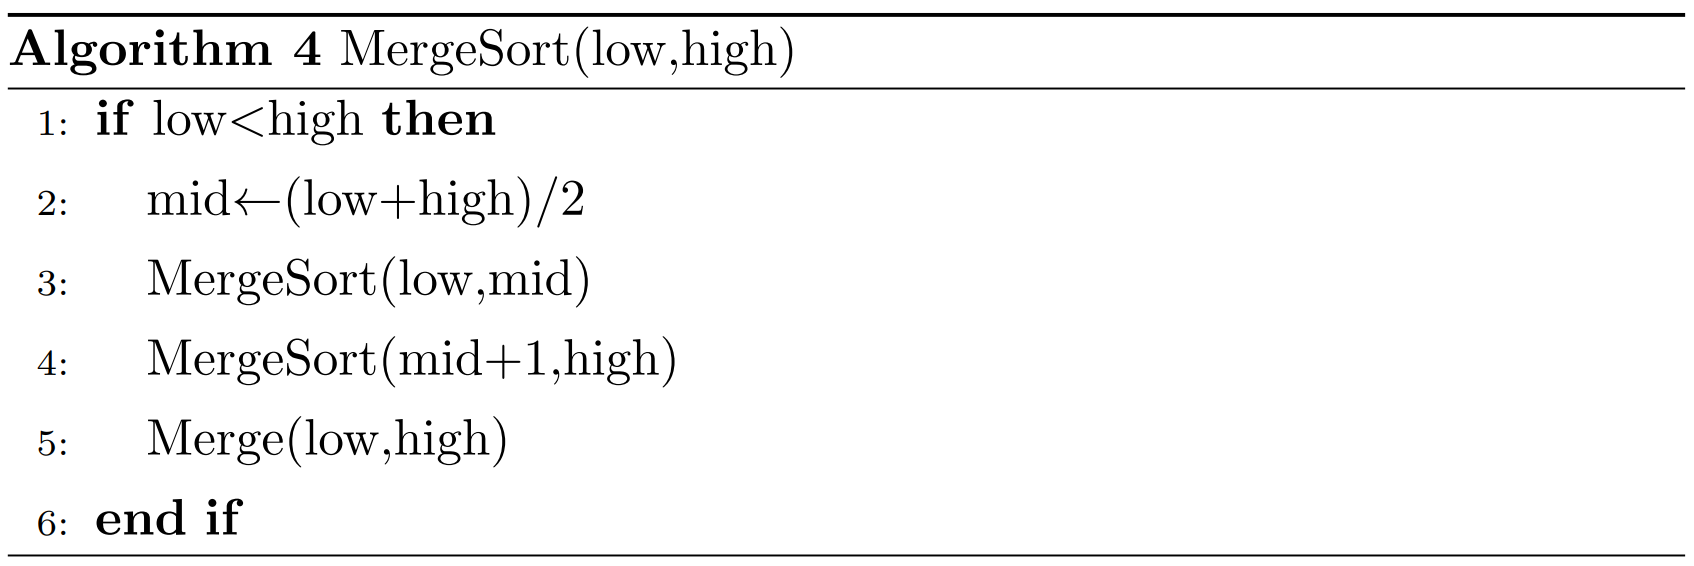 Algorithm 4 MergeSort(low,high)
1: if low<high then
2: mid←(low+high)/2
3: MergeSort(low,mid)
4: MergeSort(mid+1,high)
5: Merge(low,high)
6: end if